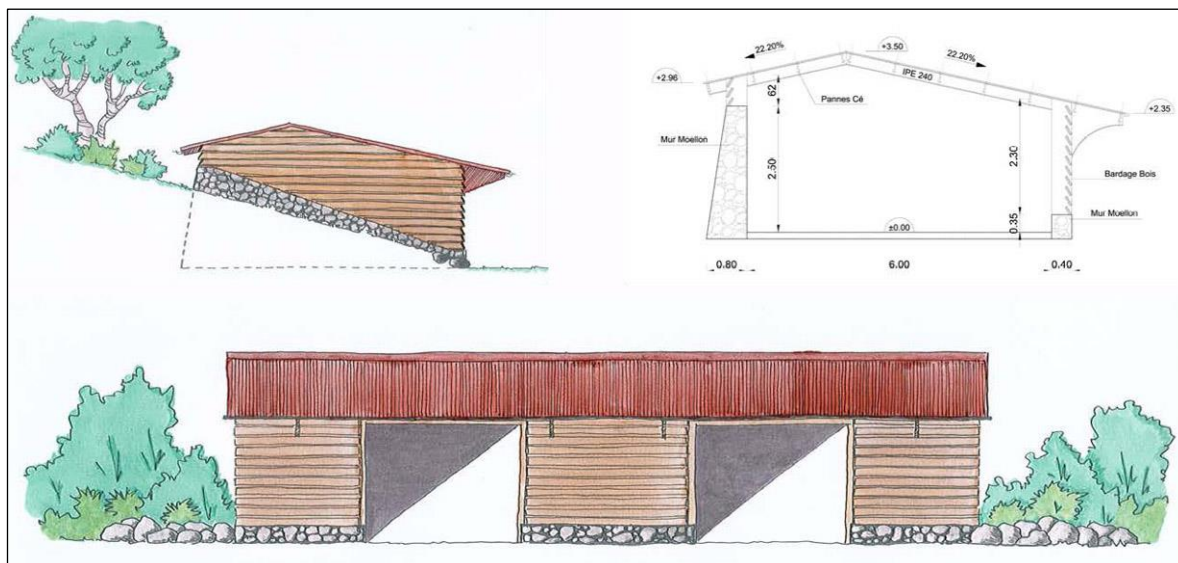 22.20%
+3.50
22.20%
+2.96
IPE 240
62
Pannes Cé
+2.35
Mur Moellon
2.50
2.30
Bardage Bois
Mur Moellon
±0.00
0.35
0.80
6.00
0.40